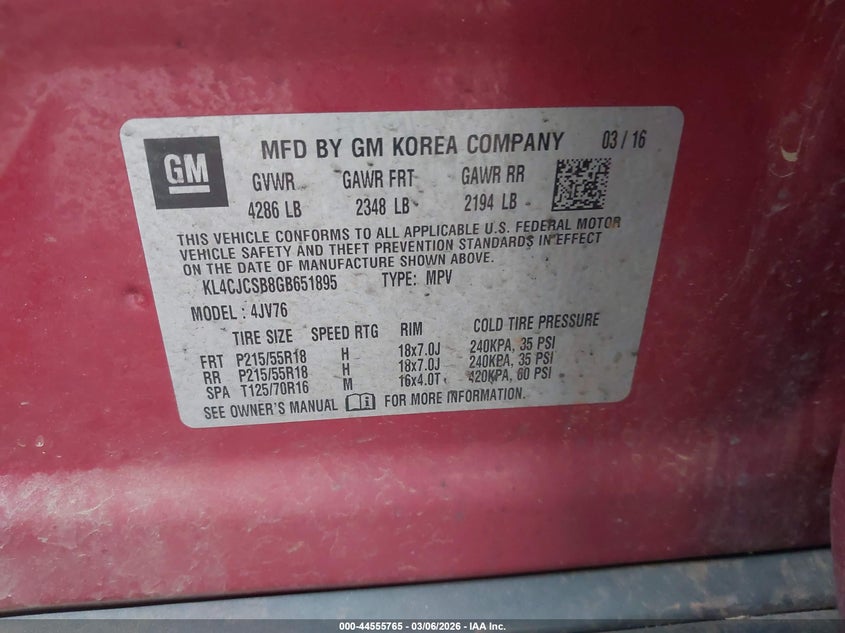 GM
MFD BY GM KOREA COMPANY 03 / 16
GVWR GAWR FRT GAWR RR
4286 LB 2348 LB 2194 LB
THIS VEHICLE CONFORMS TO ALL APPLICABLE U.S. FEDERAL MOTOR
VEHICLE SAFETY AND THEFT PREVENTION STANDARDS IN EFFECT
ON THE DATE OF MANUFACTURE SHOWN ABOVE.
KL4CJCSB8GB651895 TYPE: MPV
MODEL : 4JV76
TIRE SIZE SPEED RTG RIM COLD TIRE PRESSURE
FRT P215/55R18 H 18x7.0J 240KPA, 35 PSI
RR P215/55R18 H 18x7.0J 240KPA, 35 PSI
SPA T125/70R16 M 16x4.0T 420KPA, 60 PSI
SEE OWNER'S MANUAL FOR MORE INFORMATION.
000-44555765 | 03/06/2026 | IAA Inc.